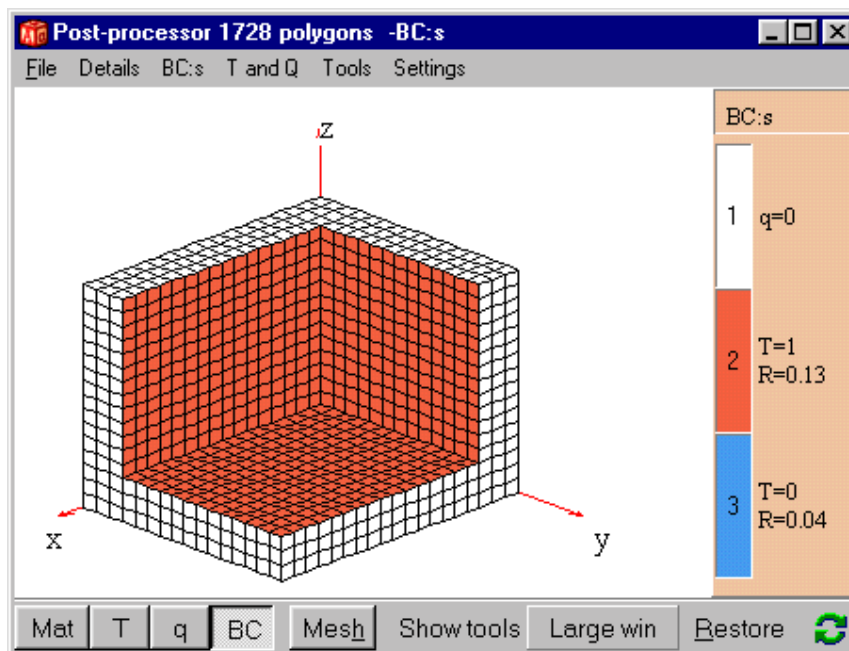 Post-processor 1728 polygons -BC:s
File Details BC:s T and Q Tools Settings
z
x
y
BC:s
1 q=0
2 T=1
R=0.13
3 T=0
R=0.04
Mat T q BC Mesh Show tools Large win Restore